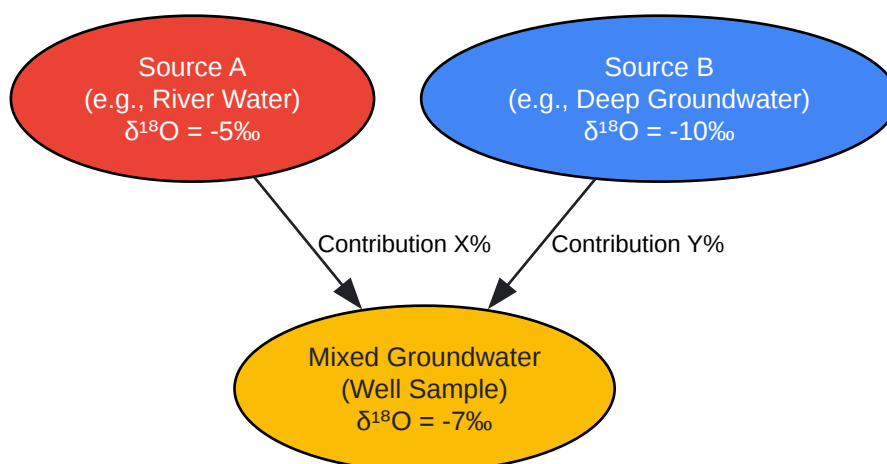 Source A
(e.g., River Water)
δ¹⁸O = -5‰
Source B
(e.g., Deep Groundwater)
δ¹⁸O = -10‰
Contribution X%
Contribution Y%
Mixed Groundwater
(Well Sample)
δ¹⁸O = -7‰